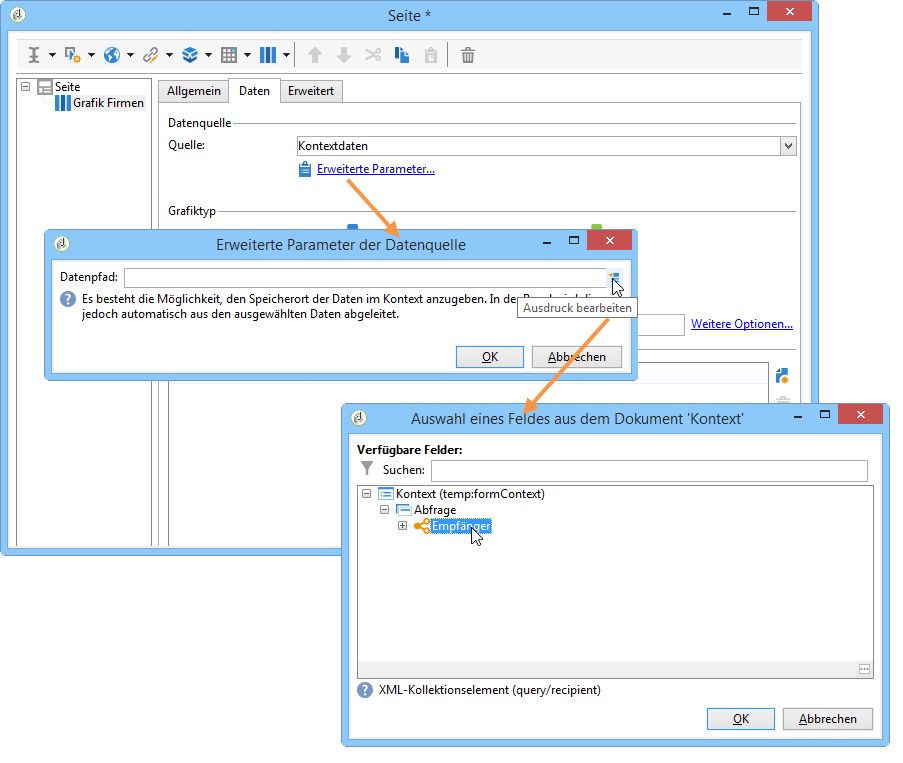 Seite *
Seite
Grafik Firmen
Allgemein
Daten
Erweitert
Datenquelle
Quelle:
Kontextdaten
Erweiterte Parameter...
Grafiktyp
Erweiterte Parameter der Datenquelle
Datenpfad:
Es besteht die Möglichkeit, den Speicherort der Daten im Kontext anzugeben. In der
jedoch automatisch aus den ausgewählten Daten abgeleitet.
Ausdruck bearbeiten
Weitere Optionen...
OK
Abbrechen
Auswahl eines Feldes aus dem Dokument 'Kontext'
Verfügbare Felder:
Suchen:
Kontext (temp:formContext)
Abfrage
Empfänger
XML-Kollektionselement (query/recipient)
OK
Abbrechen